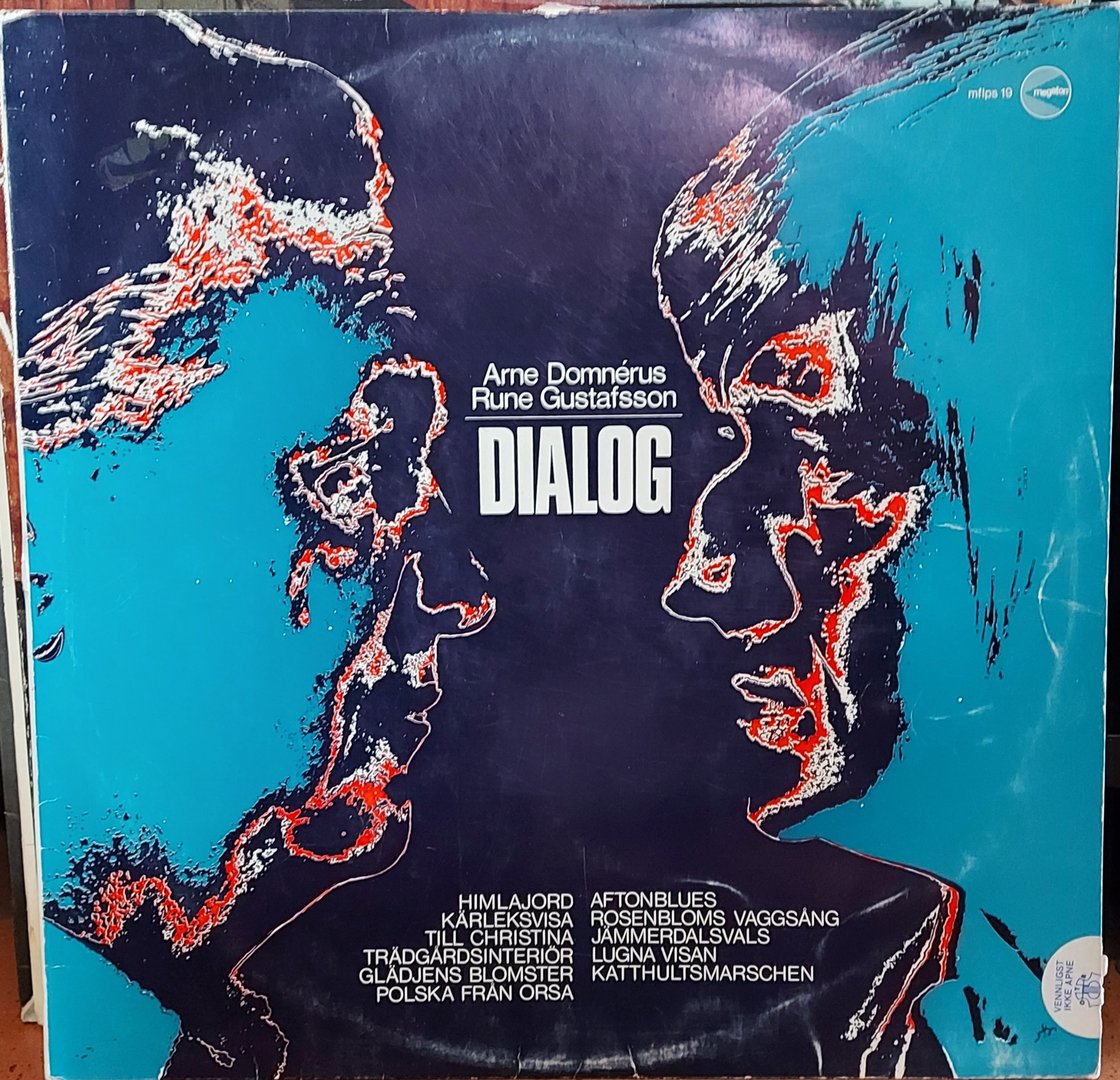 mflps 19
megafon
Arne Domnérus
Rune Gustafsson
DIALOG
HIMLAJORD
KÄRLEKSVISA
TILL CHRISTINA
TRÄDGÅRDSINTERIÖR
GLÄDJENS BLOMSTER
POLSKA FRÅN ORSA
AFTONBLUES
ROSENBLOMS VAGGSÅNG
JÄMMERDALSVALS
LUGNA VISAN
KATTHULTSMARSCHEN
VENNLIGST
IKKE ÅPNE